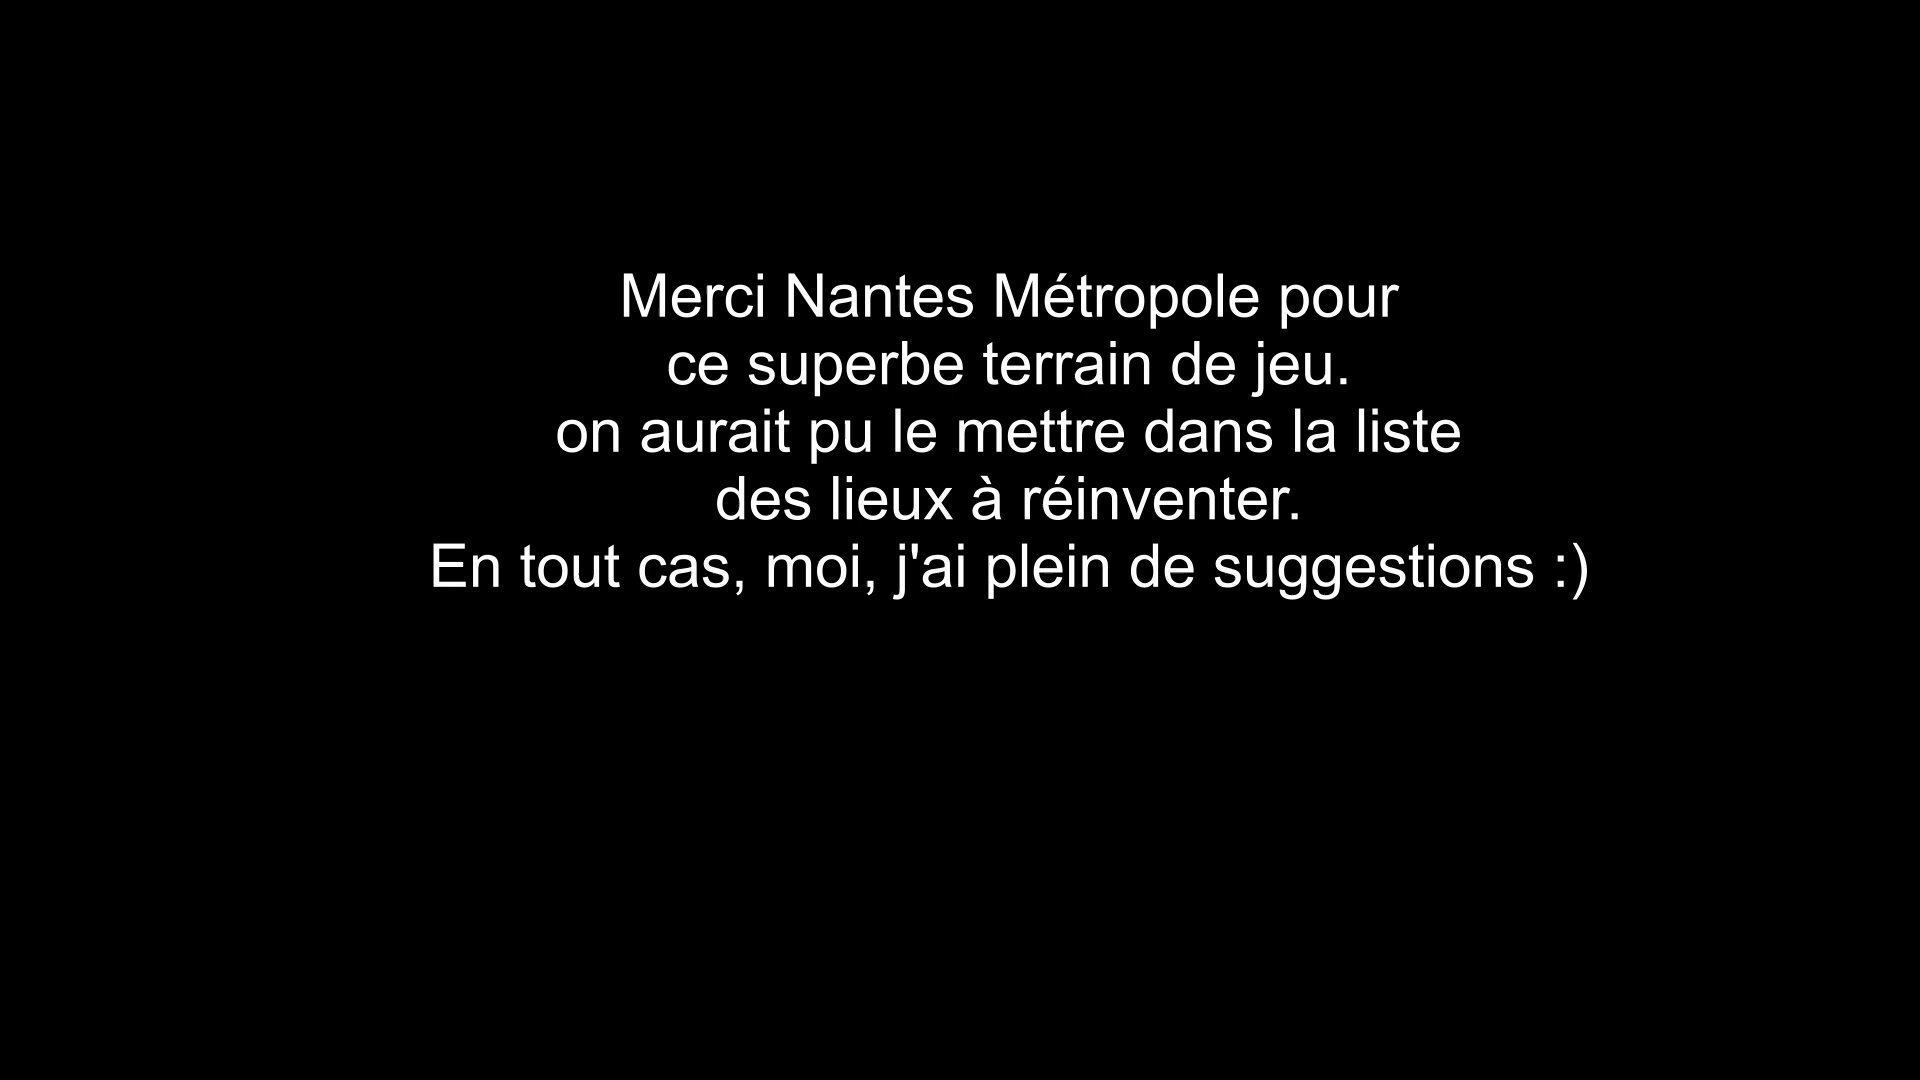 Merci Nantes Métropole pour
ce superbe terrain de jeu.
on aurait pu le mettre dans la liste
des lieux à réinventer.
En tout cas, moi, j'ai plein de suggestions :)